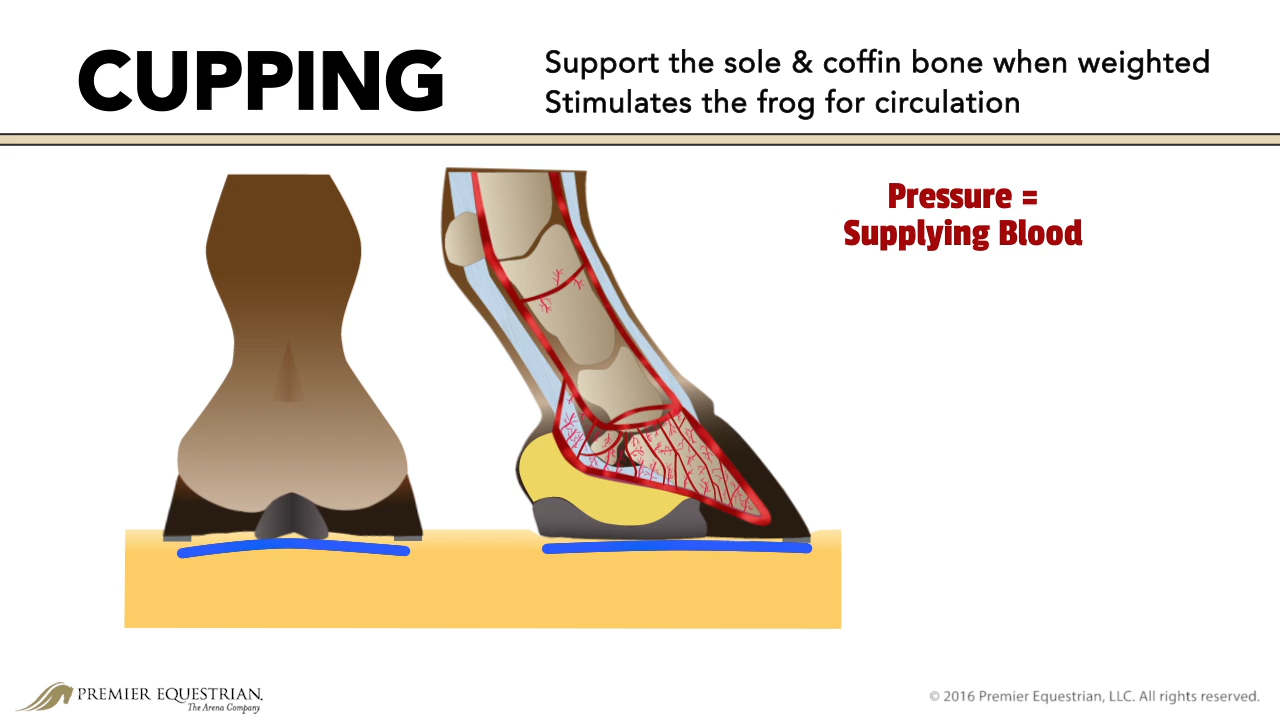 CUPPING
Support the sole & coffin bone when weighted
Stimulates the frog for circulation
Pressure =
Supplying Blood
PREMIER EQUESTRIAN.
The Arena Company
© 2016 Premier Equestrian, LLC. All rights reserved.